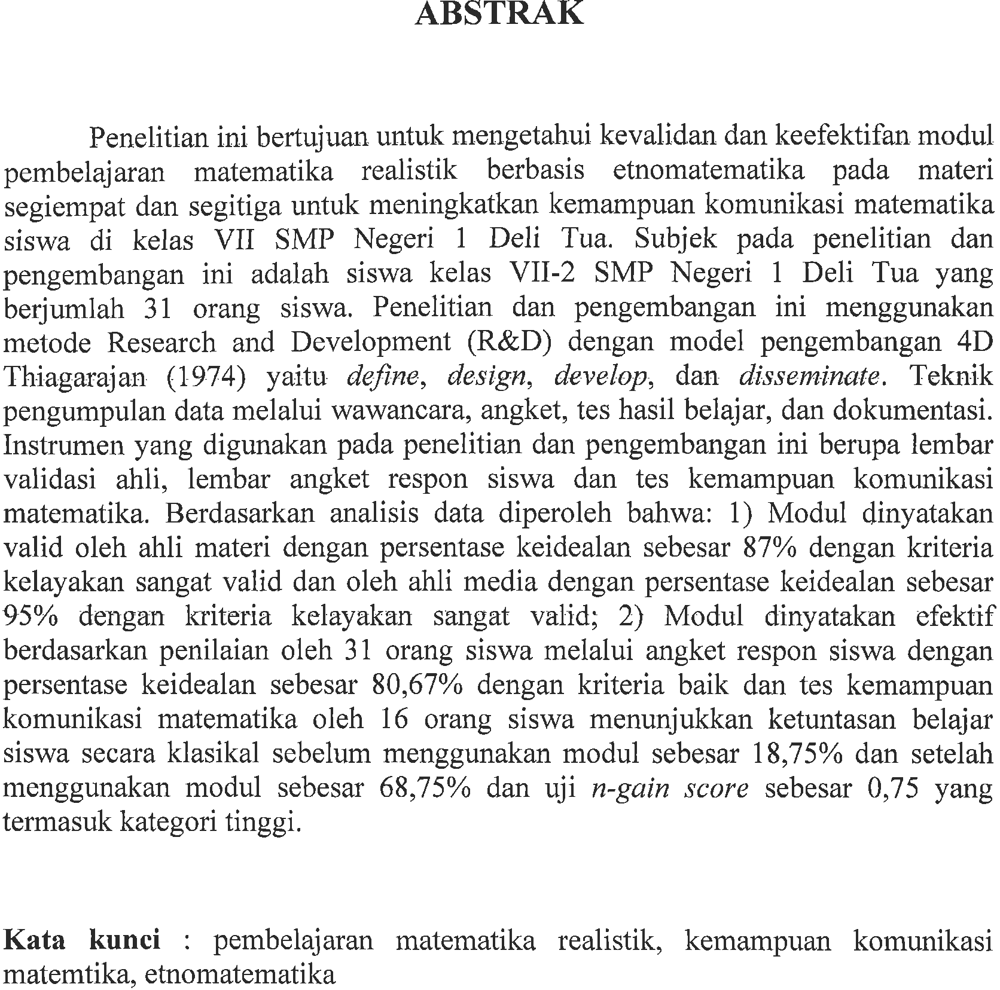 ABSTRAK
Penelitian ini bertujuan untuk mengetahui kevalidan dan keefektifan modul
pembelajaran matematika realistik berbasis etnomatematika pada materi
segiempat dan segitiga untuk meningkatkan kemampuan komunikasi matematika
siswa di kelas VII SMP Negeri 1 Deli Tua. Subjek pada penelitian dan
pengembangan ini adalah siswa kelas VII-2 SMP Negeri 1 Deli Tua yang
berjumlah 31 orang siswa. Penelitian dan pengembangan ini menggunakan
metode Research and Development (R&D) dengan model pengembangan 4D
Thiagarajan (1974) yaitu define, design, develop, dan disseminate. Teknik
pengumpulan data melalui wawancara, angket, tes hasil belajar, dan dokumentasi.
Instrumen yang digunakan pada penelitian dan pengembangan ini berupa lembar
validasi ahli, lembar angket respon siswa dan tes kemampuan komunikasi
matematika. Berdasarkan analisis data diperoleh bahwa: 1) Modul dinyatakan
valid oleh ahli materi dengan persentase keidealan sebesar 87% dengan kriteria
kelayakan sangat valid dan oleh ahli media dengan persentase keidealan sebesar
95% dengan kriteria kelayakan sangat valid; 2) Modul dinyatakan efektif
berdasarkan penilaian oleh 31 orang siswa melalui angket respon siswa dengan
persentase keidealan sebesar 80,67% dengan kriteria baik dan tes kemampuan
komunikasi matematika oleh 16 orang siswa menunjukkan ketuntasan belajar
siswa secara klasikal sebelum menggunakan modul sebesar 18,75% dan setelah
menggunakan modul sebesar 68,75% dan uji n-gain score sebesar 0,75 yang
termasuk kategori tinggi.
Kata kunci : pembelajaran matematika realistik, kemampuan komunikasi
matemtika, etnomatematika